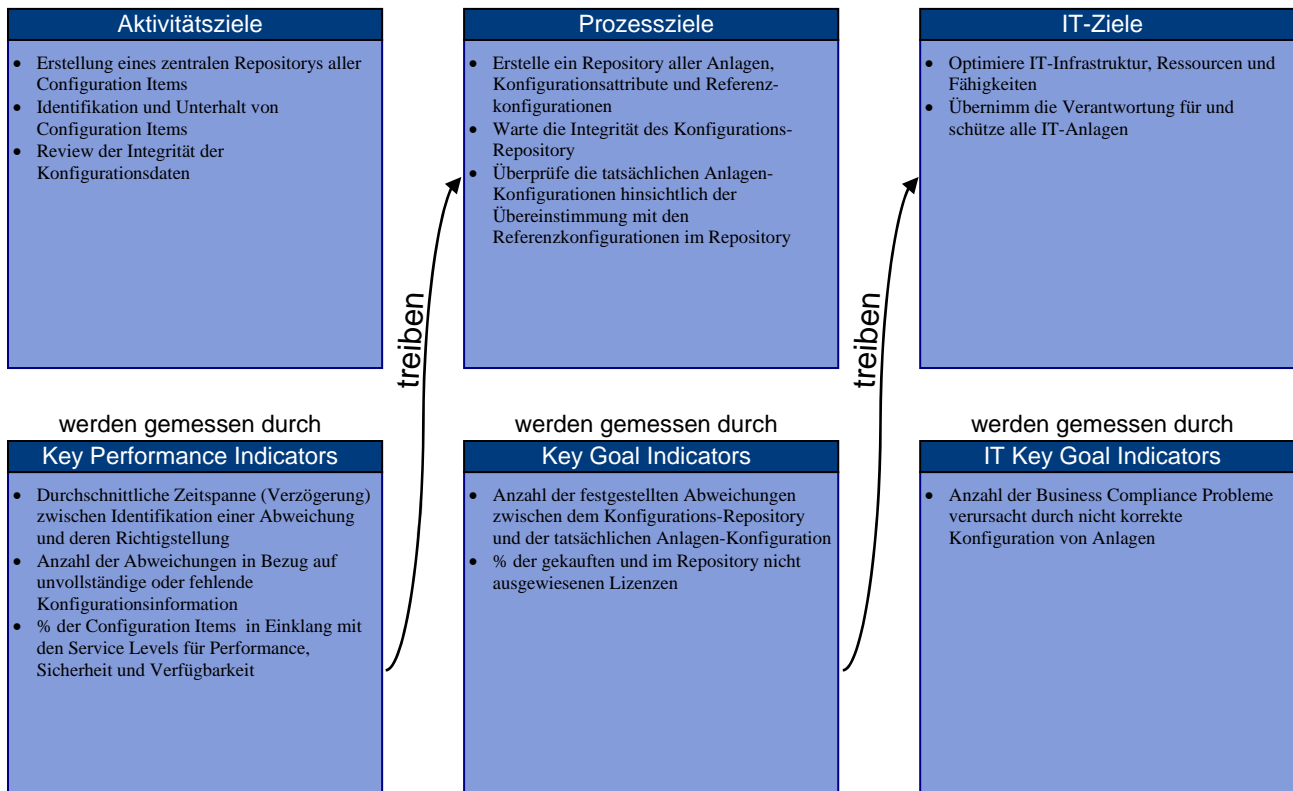 Aktivitätsziele
• Erstellung eines zentralen Repositorys aller
Configuration Items
• Identifikation und Unterhalt von
Configuration Items
• Review der Integrität der
Konfigurationsdaten
Prozessziele
• Erstelle ein Repository aller Anlagen,
Konfigurationsattribute und Referenz-
konfigurationen
• Warte die Integrität des Konfigurations-
Repository
• Überprüfe die tatsächlichen Anlagen-
Konfigurationen hinsichtlich der
Übereinstimmung mit den
Referenzkonfigurationen im Repository
IT-Ziele
• Optimiere IT-Infrastruktur, Ressourcen und
Fähigkeiten
• Übernimm die Verantwortung für und
schütze alle IT-Anlagen
treiben
treiben
werden gemessen durch
Key Performance Indicators
• Durchschnittliche Zeitspanne (Verzögerung)
zwischen Identifikation einer Abweichung
und deren Richtigstellung
• Anzahl der Abweichungen in Bezug auf
unvollständige oder fehlende
Konfigurationsinformation
• % der Configuration Items in Einklang mit
den Service Levels für Performance,
Sicherheit und Verfügbarkeit
werden gemessen durch
Key Goal Indicators
• Anzahl der festgestellten Abweichungen
zwischen dem Konfigurations-Repository
und der tatsächlichen Anlagen-Konfiguration
• % der gekauften und im Repository nicht
ausgewiesenen Lizenzen
werden gemessen durch
IT Key Goal Indicators
• Anzahl der Business Compliance Probleme
verursacht durch nicht korrekte
Konfiguration von Anlagen